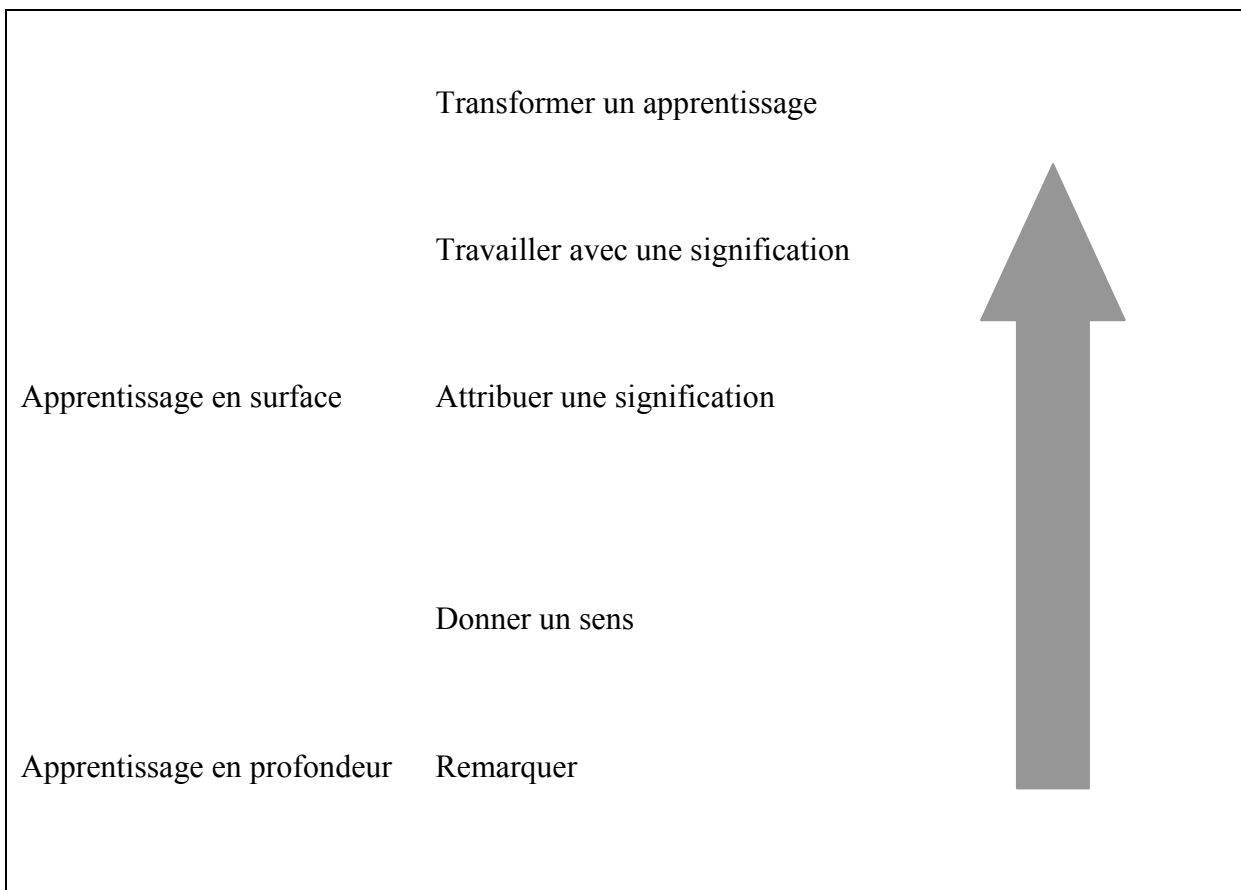 Transformer un apprentissage
Travailler avec une signification
Apprentissage en surface Attribuer une signification
Donner un sens
Apprentissage en profondeur Remarquer